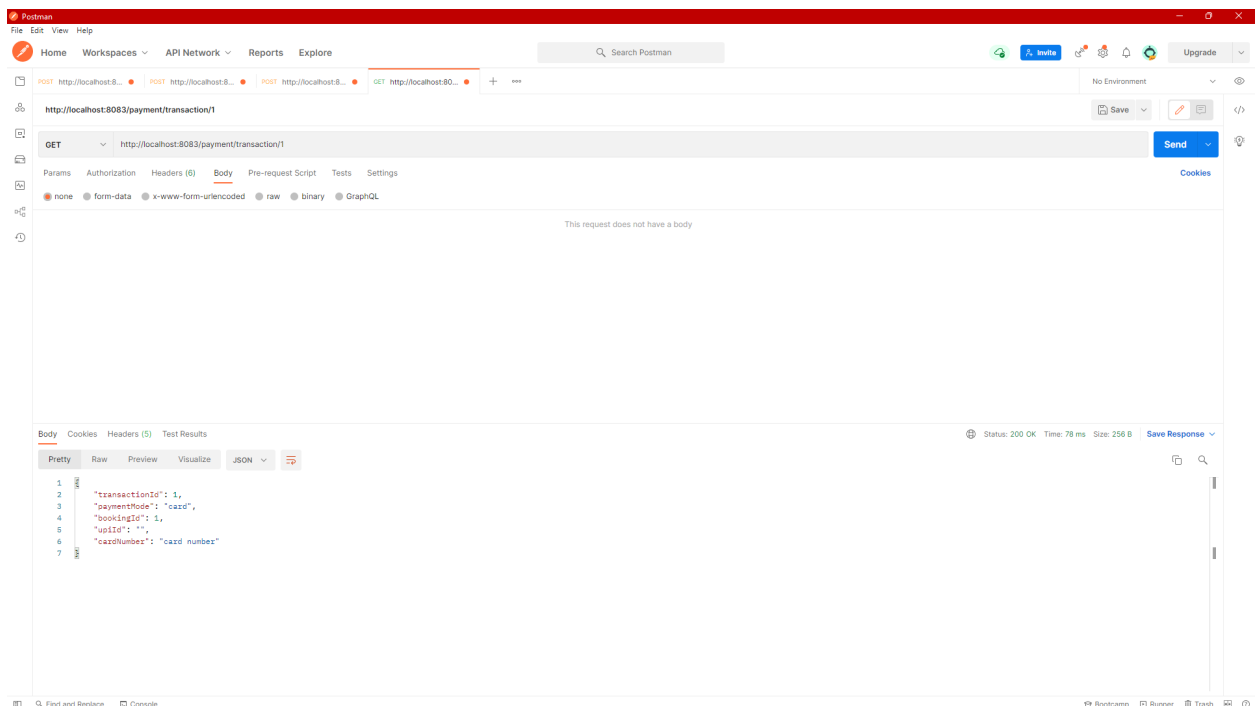 Postman
File Edit View Help
Home Workspaces API Network Reports Explore Search Postman Invite Upgrade
POST http://localhost:8... POST http://localhost:8... POST http://localhost:8... GET http://localhost:80... + ooo No Environment
http://localhost:8083/payment/transaction/1 Save </>
GET http://localhost:8083/payment/transaction/1 Send
Params Authorization Headers (6) Body Pre-request Script Tests Settings Cookies
none form-data x-www-form-urlencoded raw binary GraphQL
This request does not have a body
Body Cookies Headers (5) Test Results Status: 200 OK Time: 78 ms Size: 256 B Save Response
Pretty Raw Preview Visualize JSON
1 {
2 "transactionId": 1,
3 "paymentMode": "card",
4 "bookingId": 1,
5 "upiId": "",
6 "cardNumber": "card number"
7 }
Find and Replace Console Bootcamp Runner Trash